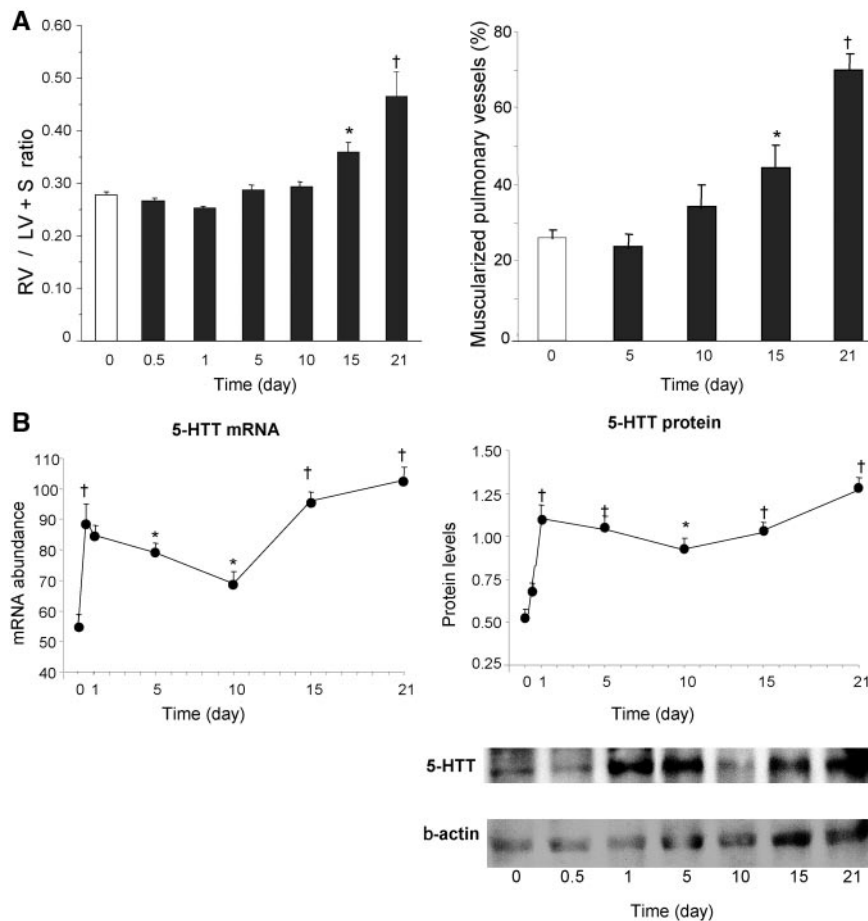 A
RV / LV + S ratio
0.60
0.50
0.40
0.30
0.20
0.10
0
*
†
0 0.5 1 5 10 15 21
Time (day)
Muscularized pulmonary vessels (%)
80
60
40
20
0
*
†
0 5 10 15 21
Time (day)
B
5-HTT mRNA
mRNA abundance
110
100
90
80
70
60
50
40
†
*
*
†
†
0 1 5 10 15 21
Time (day)
5-HTT protein
Protein levels
1.50
1.25
1.00
0.75
0.50
0.25
†
†
*
†
†
0 1 5 10 15 21
Time (day)
5-HTT
b-actin
0 0.5 1 5 10 15 21
Time (day)